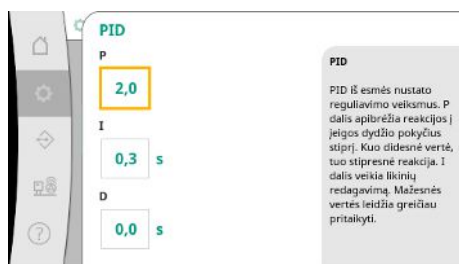 PID
P
2,0
I
0,3 s
D
0,0 s
PID
PID iš esmės nustato
reguliavimo veiksmus. P
dalis apibrėžia reakcijos į
įeigos dydžio pokyčius
stiprį. Kuo didesnė vertė,
tuo stipresnė reakcija. I
dalis veikia likinių
redagavimą. Mažesnės
vertės leidžia greičiau
pritaikyti.
?